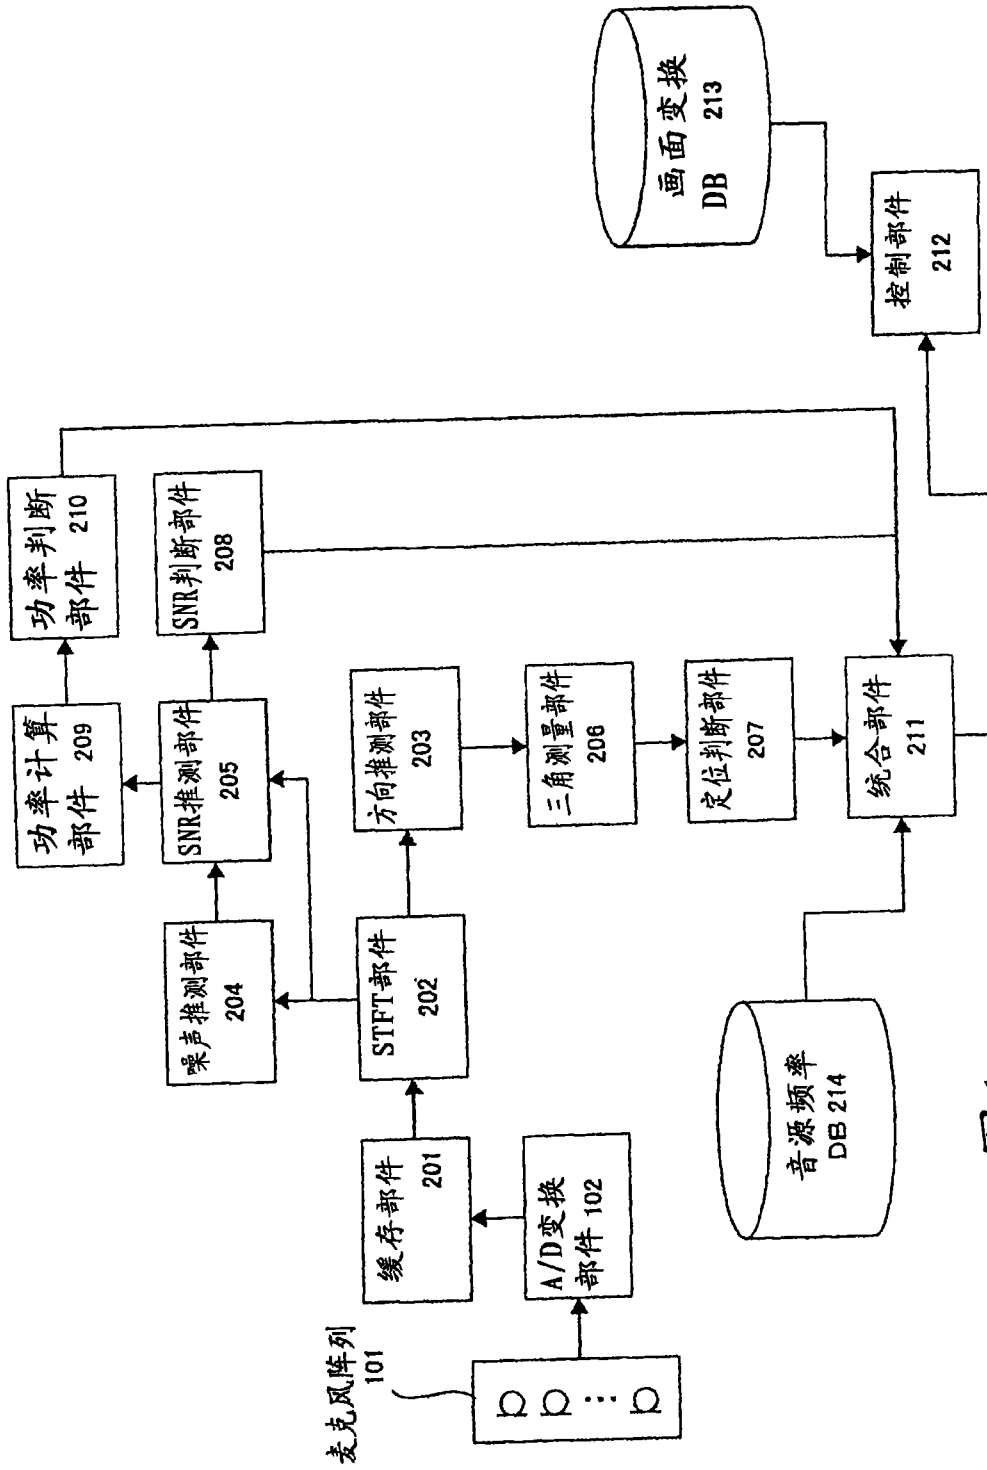 功率计算
部件 209
功率判断
部件 210
噪声推测部件
204
SNR推测部件
205
SNR判断部件
208
缓存部件
201
STFT部件
202
方向推测部件
203
麦克风阵列
101
A/D变换
部件 102
三角测量部件
206
定位判断部件
207
音源频率
DB 214
统合部件
211
控制部件
212
画面变换
DB 213